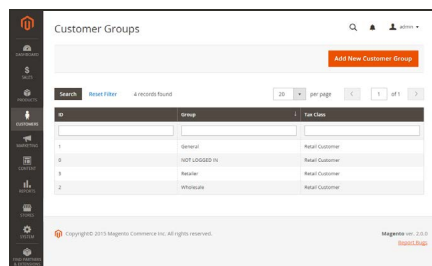 Customer Groups
admin
DASHBOARD
Add New Customer Group
SALES
PRODUCTS
Search Reset Filter 4 records found 20 per page 1 of 1
CUSTOMERS
ID Group Tax Class
MARKETING
1 General Retail Customer
CONTENT
0 NOT LOGGED IN Retail Customer
3 Retailer Retail Customer
REPORTS
2 Wholesale Retail Customer
STORES
SYSTEM
Copyright© 2015 Magento Commerce Inc. All rights reserved. Magento ver. 2.0.0
Report Bugs
FIND PARTNERS
& EXTENSIONS